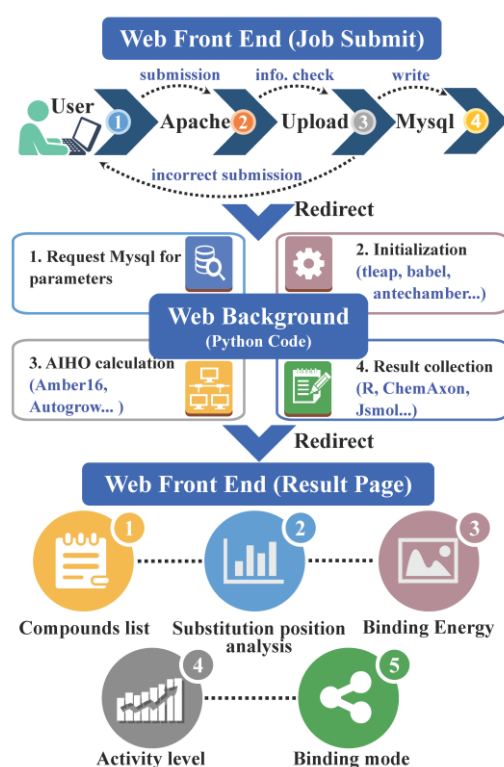 Web Front End (Job Submit)
submission
info. check
write
User
1
Apache
2
Upload
3
Mysql
4
incorrect submission
Redirect
1. Request Mysql for
parameters
2. Initialization
(tleap, babel,
antechamber...)
Web Background
(Python Code)
3. AIHO calculation
(Amber16,
Autogrow... )
4. Result collection
(R, ChemAxon,
Jsmol...)
Redirect
Web Front End (Result Page)
1
2
3
Compounds list
Substitution position
analysis
Binding Energy
4
5
Activity level
Binding mode